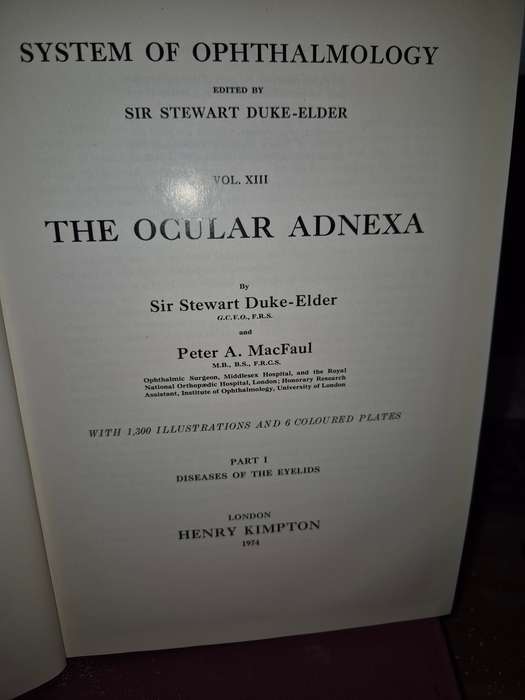 SYSTEM OF OPHTHALMOLOGY
EDITED BY
SIR STEWART DUKE-ELDER
VOL. XIII
THE OCULAR ADNEXA
By
Sir Stewart Duke-Elder
G.C.V.O., F.R.S.
and
Peter A. MacFaul
M.B., B.S., F.R.C.S.
Ophthalmic Surgeon, Middlesex Hospital, and the Royal
National Orthopædic Hospital, London; Honorary Research
Assistant, Institute of Ophthalmology, University of London
WITH 1,300 ILLUSTRATIONS AND 6 COLOURED PLATES
PART I
DISEASES OF THE EYELIDS
LONDON
HENRY KIMPTON
1974